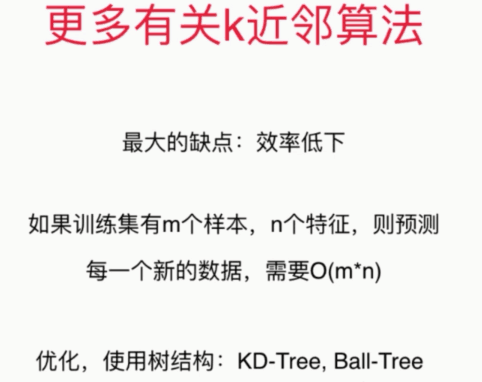 更多有关k近邻算法
最大的缺点：效率低下
如果训练集有m个样本，n个特征，则预测
每一个新的数据，需要O(m*n)
优化，使用树结构：KD-Tree, Ball-Tree